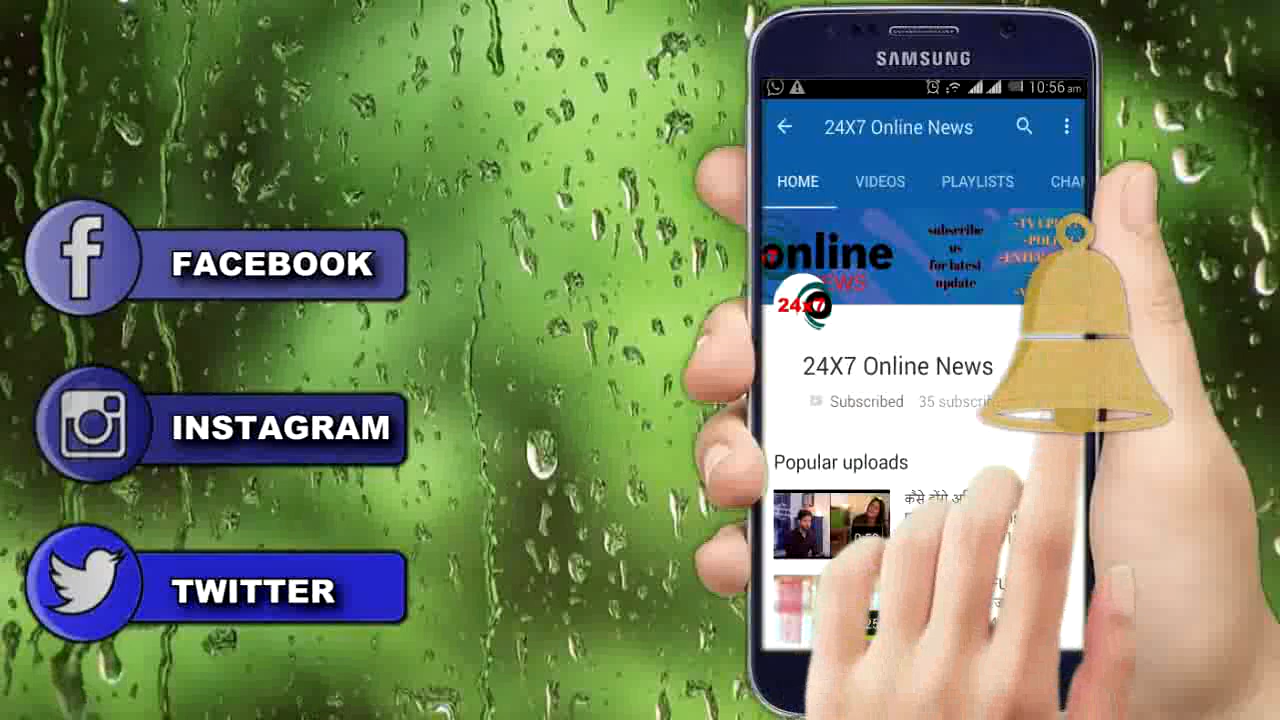 FACEBOOK
INSTAGRAM
TWITTER
SAMSUNG
10:56 am
24X7 Online News
HOME VIDEOS PLAYLISTS
online
subscribe
us
for latest
update
24x7
24X7 Online News
Subscribed 35
Popular uploads
कैसे होंगे